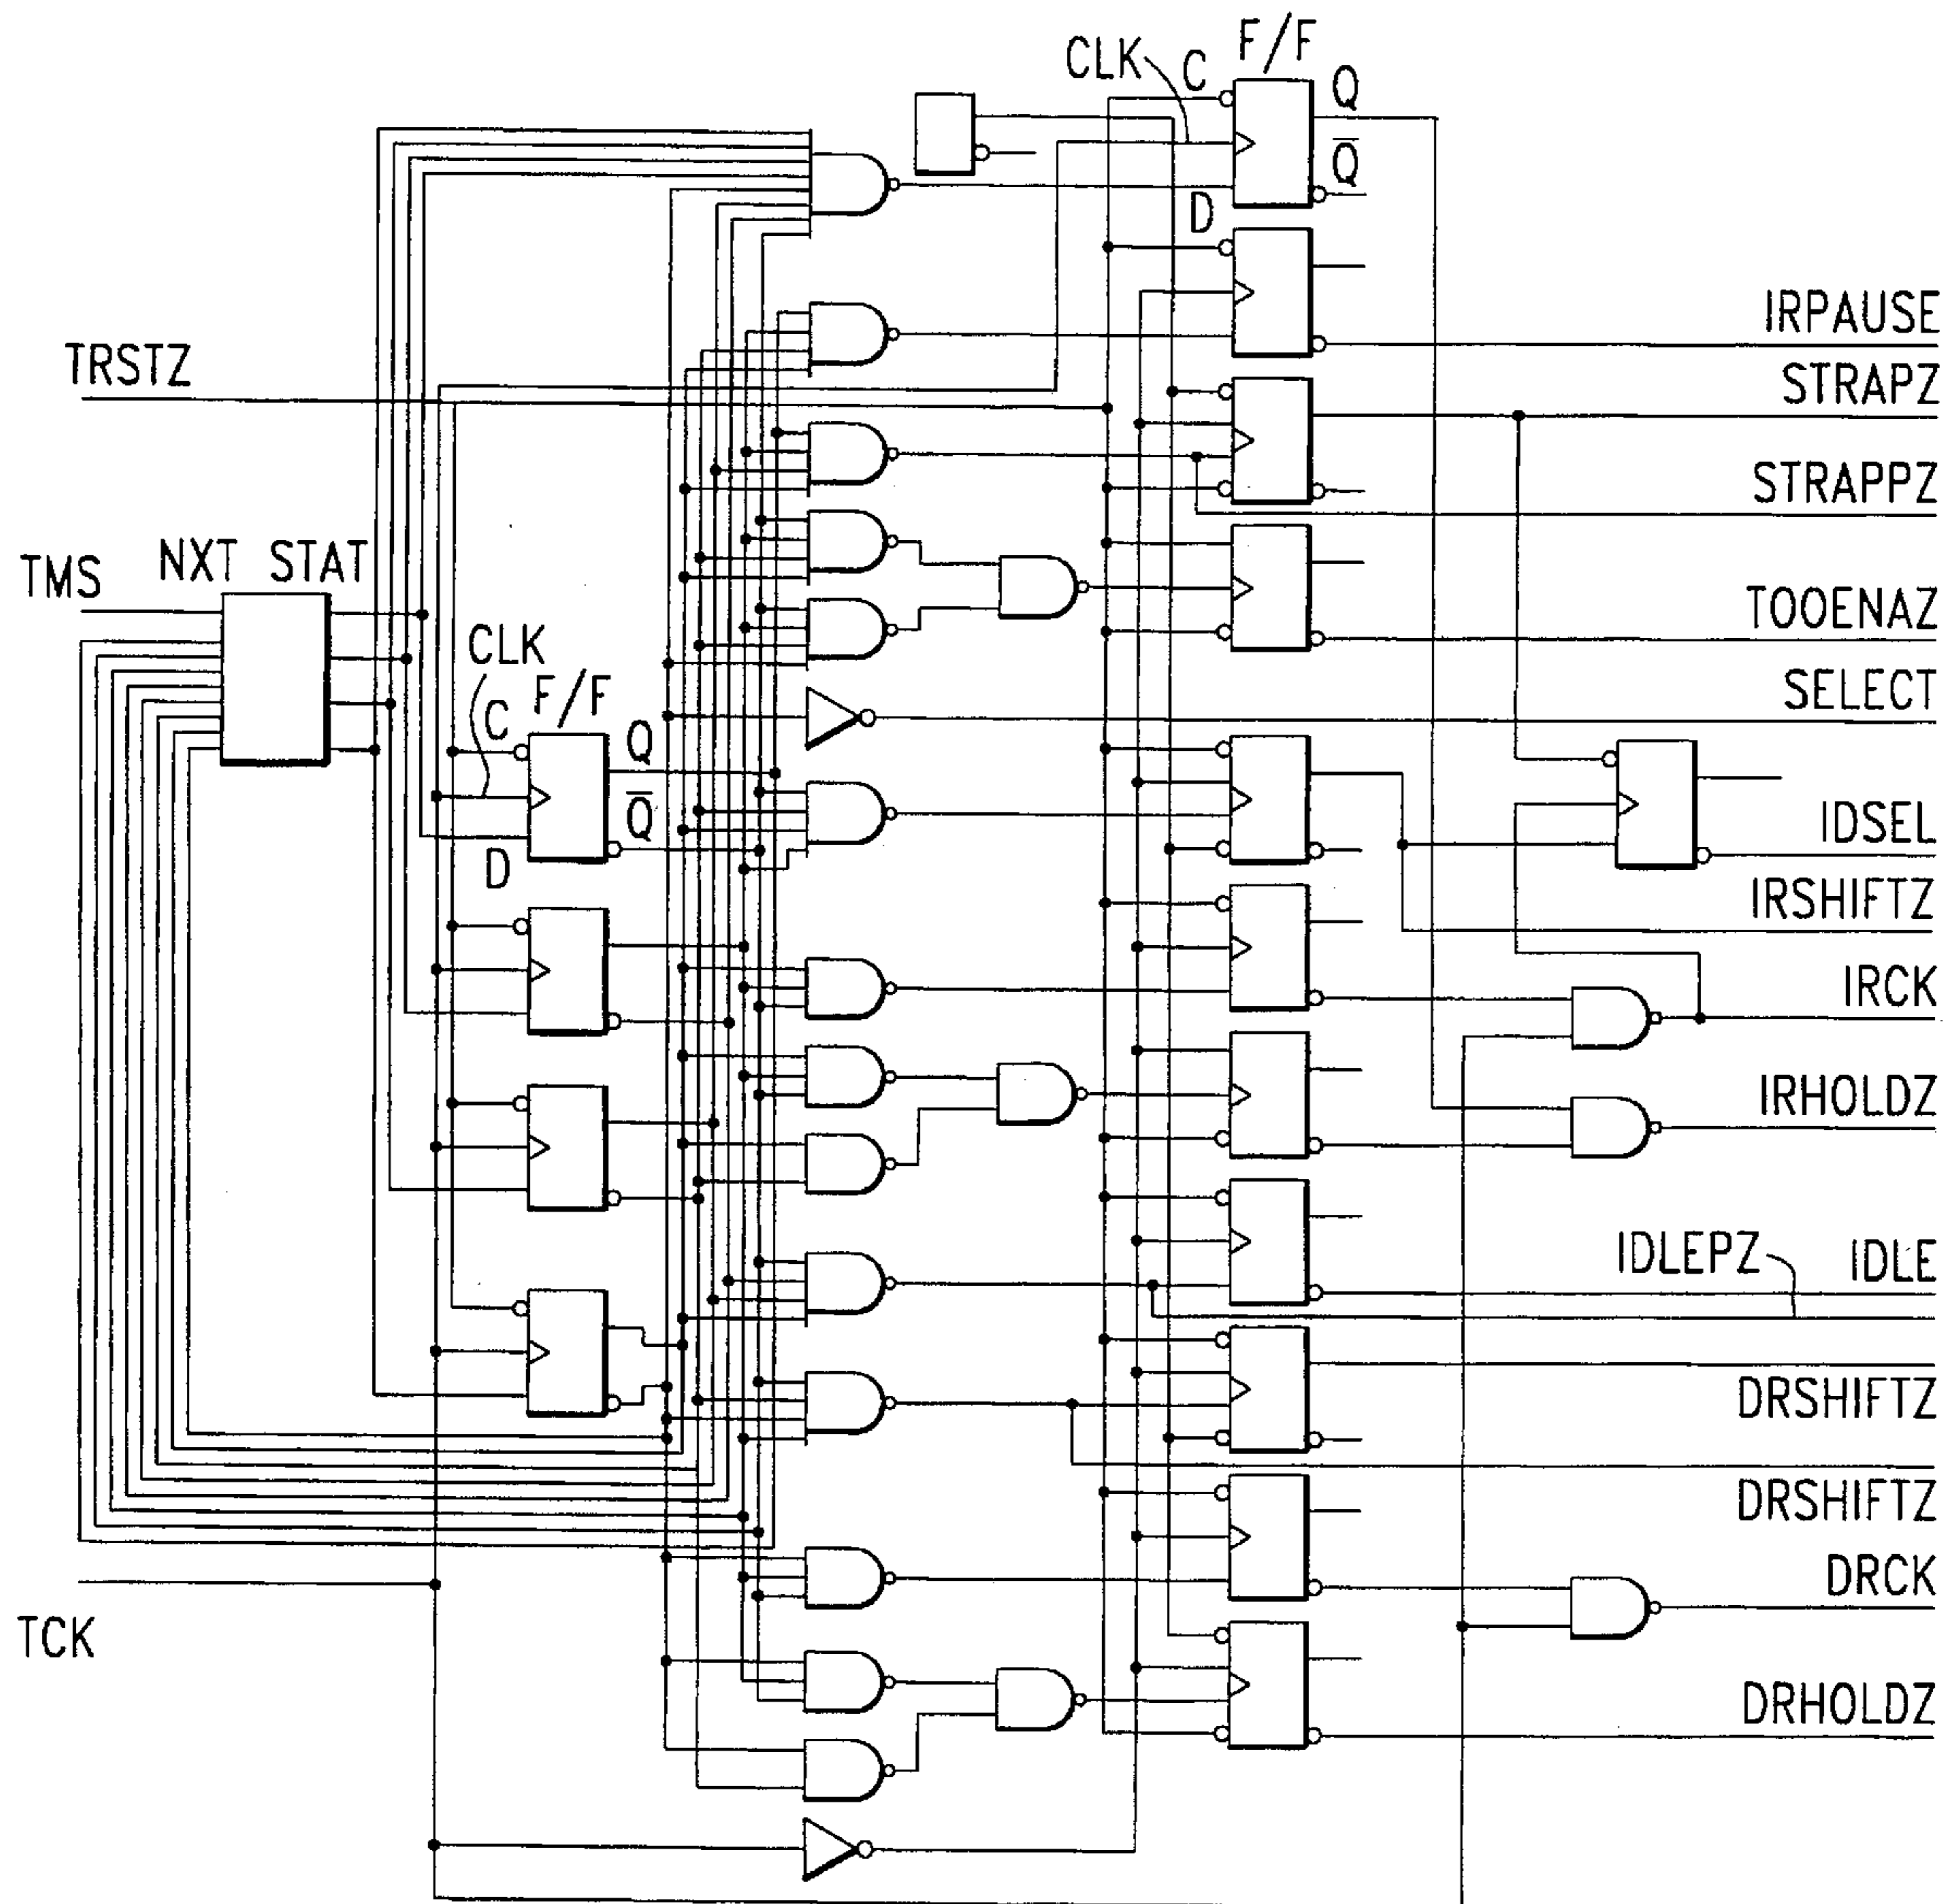 F/F
CLK
C
Q
Q̅
D
IRPAUSE
TRSTZ
STRAPZ
STRAPPZ
NXT STAT
TMS
TOOENAZ
CLK
F/F
SELECT
C
Q
Q̅
IDSEL
D
IRSHIFTZ
IRCK
IRHOLDZ
IDLEPZ
IDLE
DRSHIFTZ
DRSHIFTZ
DRCK
TCK
DRHOLDZ